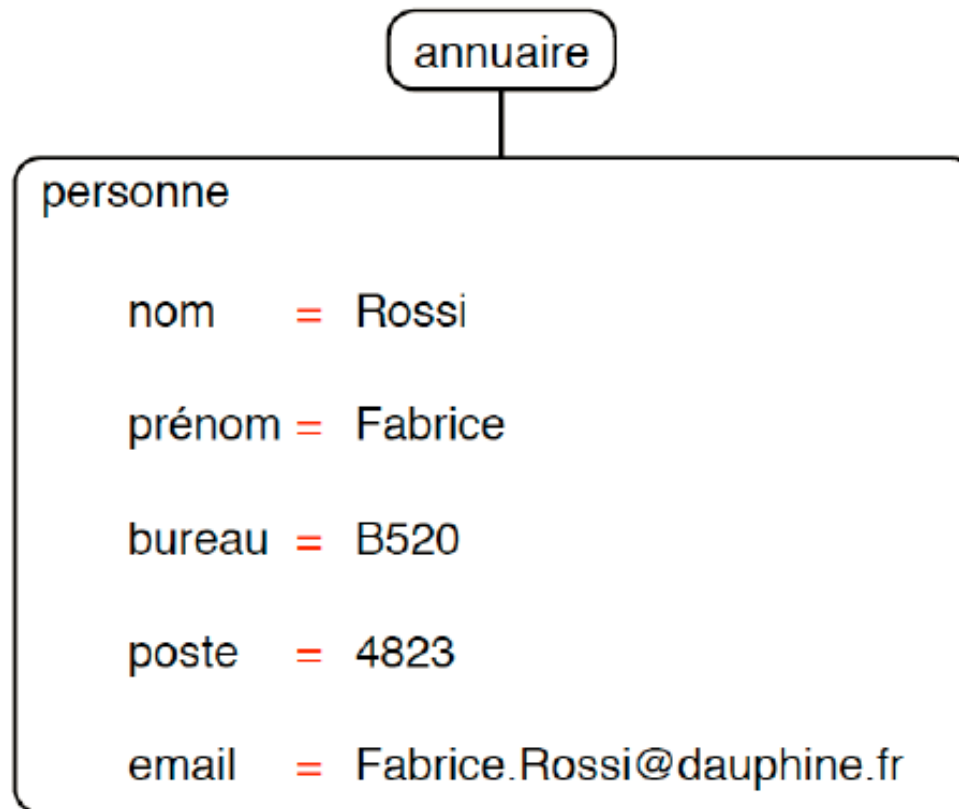 annuaire
personne
nom = Rossi
prénom = Fabrice
bureau = B520
poste = 4823
email = Fabrice.Rossi@dauphine.fr